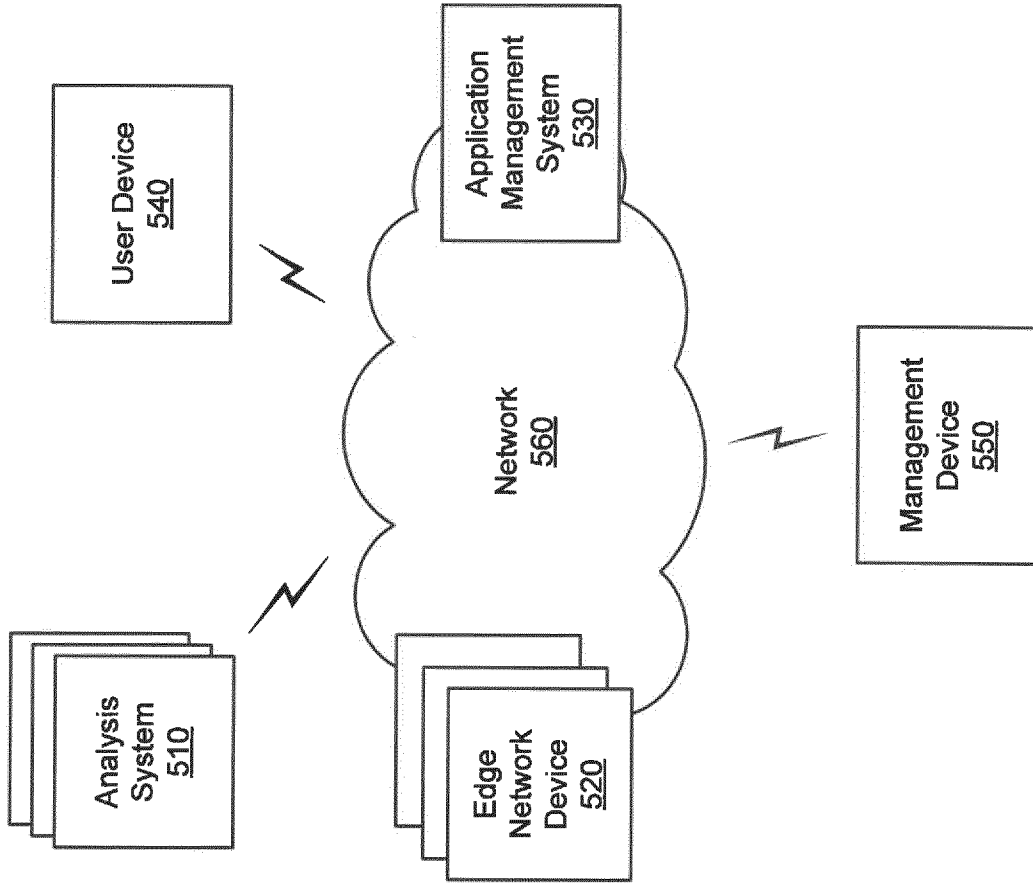 Analysis
System
510
User Device
540
Edge
Network
Device
520
Network
560
Application
Management
System
530
Management
Device
550